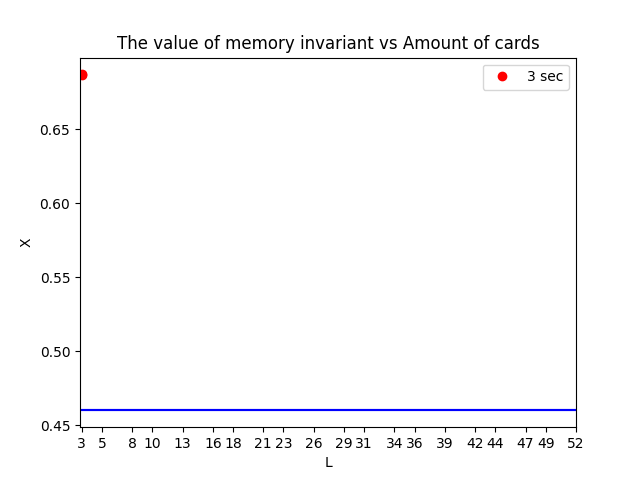 The value of memory invariant vs Amount of cards
3 sec
0.65
0.60
X
0.55
0.50
0.45
3 5 8 10 13 16 18 21 23 26 29 31 34 36 39 42 44 47 49 52
L